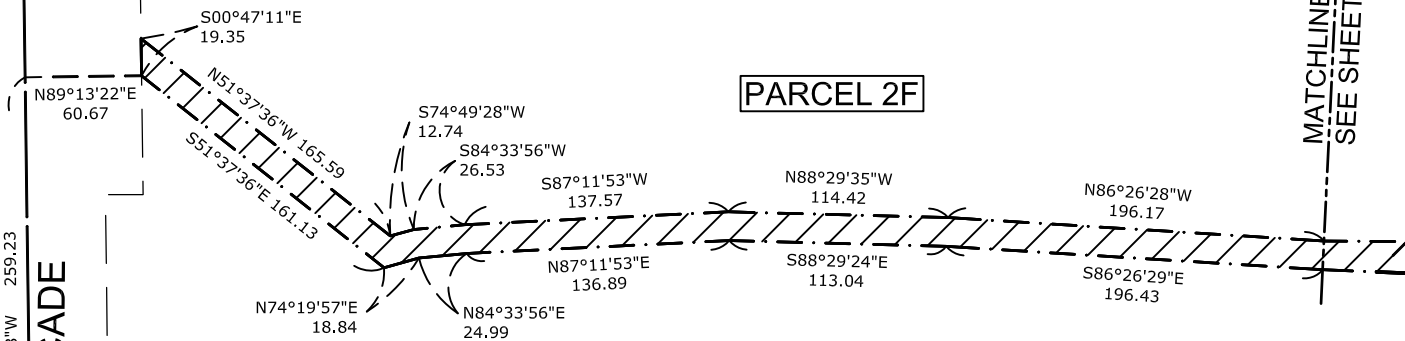 S00°47'11"E
19.35
N89°13'22"E
60.67
N51°37'36"W 165.59
S51°37'36"E 161.13
S74°49'28"W
12.74
S84°33'56"W
26.53
PARCEL 2F
S87°11'53"W
137.57
N88°29'35"W
114.42
N86°26'28"W
196.17
MATCHLINE
SEE SHEET
N87°11'53"E
136.89
S88°29'24"E
113.04
S86°26'29"E
196.43
N74°19'57"E
18.84
N84°33'56"E
24.99
"W 259.23
CADE